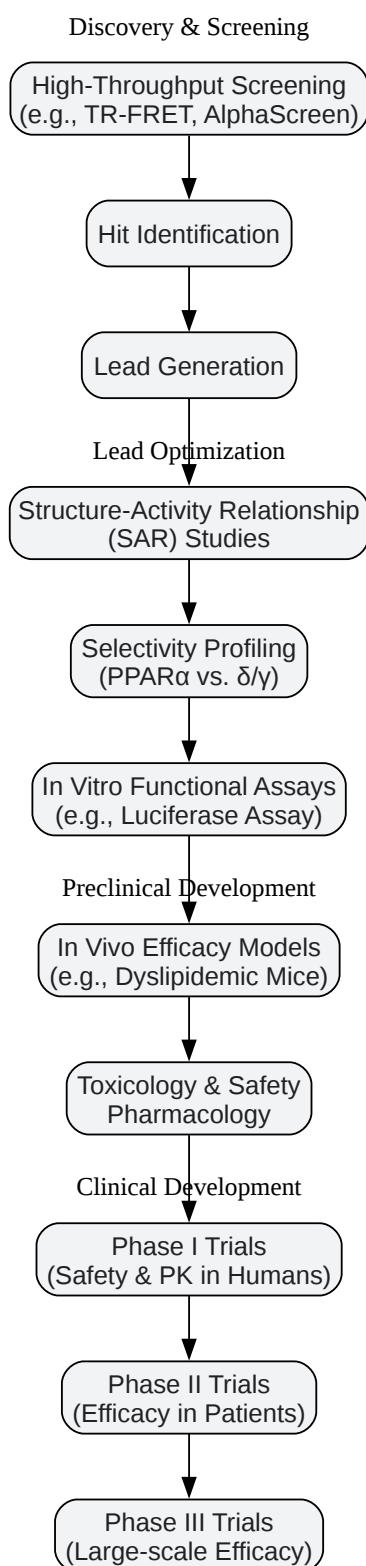 Discovery & Screening
High-Throughput Screening
(e.g., TR-FRET, AlphaScreen)
Hit Identification
Lead Generation
Lead Optimization
Structure-Activity Relationship
(SAR) Studies
Selectivity Profiling
(PPARα vs. δ/γ)
In Vitro Functional Assays
(e.g., Luciferase Assay)
Preclinical Development
In Vivo Efficacy Models
(e.g., Dyslipidemic Mice)
Toxicology & Safety
Pharmacology
Clinical Development
Phase I Trials
(Safety & PK in Humans)
Phase II Trials
(Efficacy in Patients)
Phase III Trials
(Large-scale Efficacy)